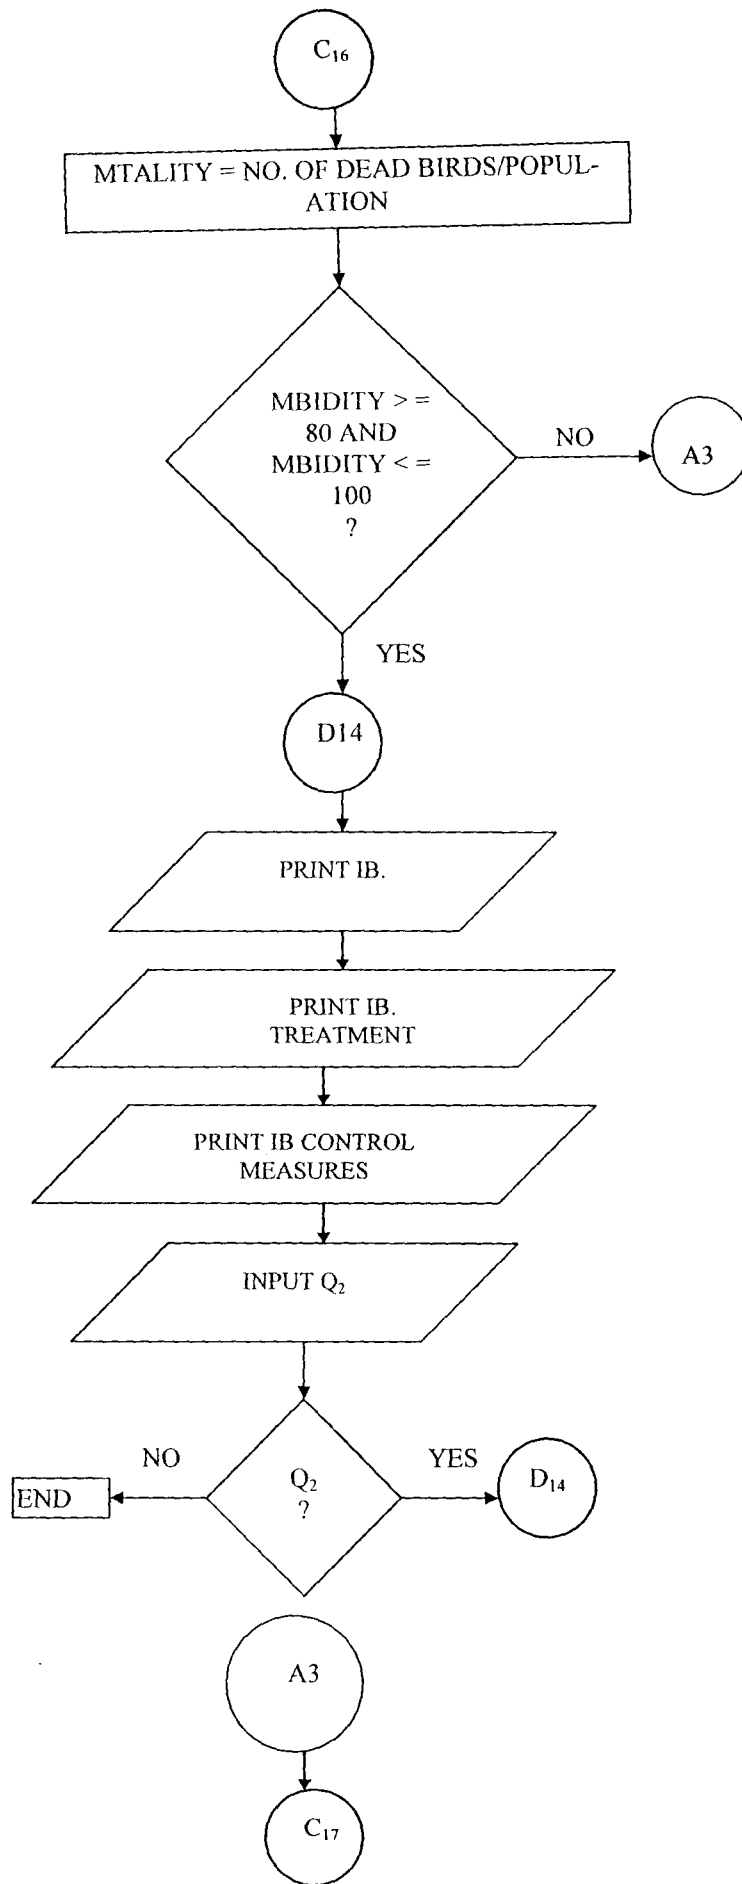 C₁₆
MTALITY = NO. OF DEAD BIRDS/POPUL-
ATION
MBIDITY > =
80 AND
MBIDITY < =
100
?
NO
A3
YES
D14
PRINT IB.
PRINT IB.
TREATMENT
PRINT IB CONTROL
MEASURES
INPUT Q₂
NO
Q₂
?
YES
END
D₁₄
A3
C₁₇